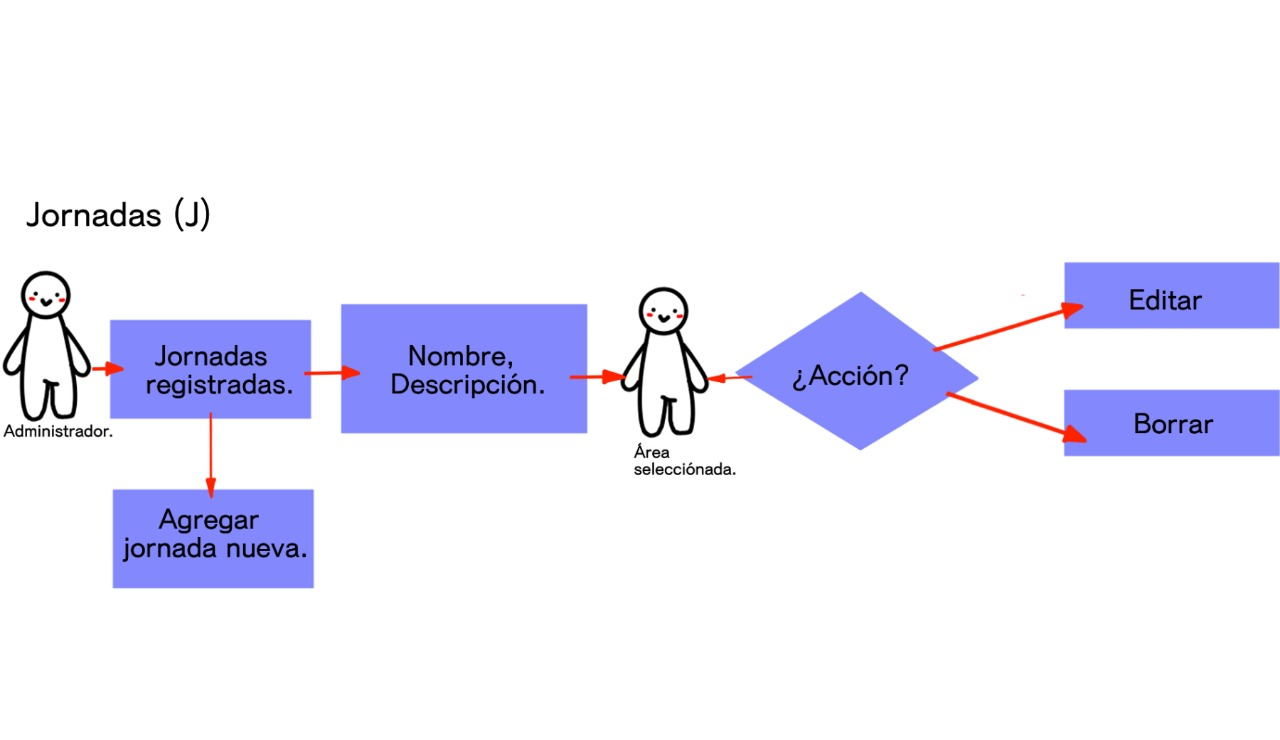 Jornadas (J)
Administrador.
Jornadas
registradas.
Agregar
jornada nueva.
Nombre,
Descripción.
Área
selecciónada.
¿Acción?
Editar
Borrar